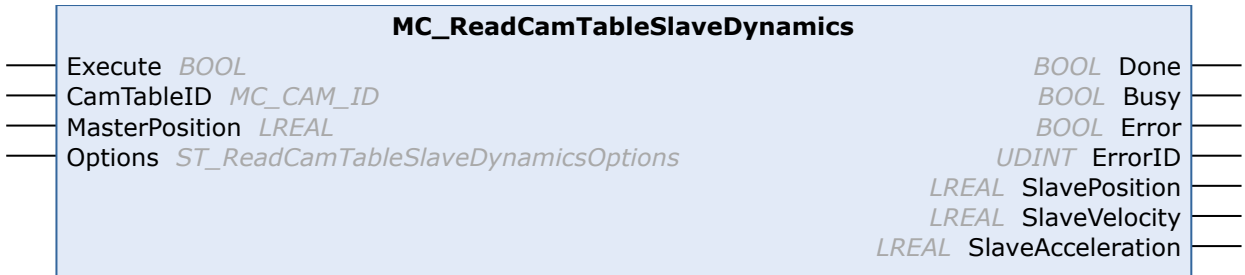 MC_ReadCamTableSlaveDynamics
Execute BOOL BOOL Done
CamTableID MC_CAM_ID BOOL Busy
MasterPosition LREAL BOOL Error
Options ST_ReadCamTableSlaveDynamicsOptions UDINT ErrorID
LREAL SlavePosition
LREAL SlaveVelocity
LREAL SlaveAcceleration